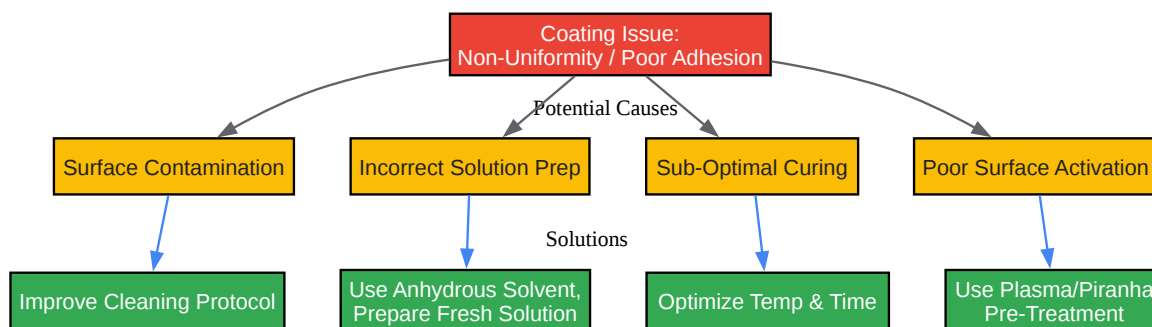 Coating Issue:
Non-Uniformity / Poor Adhesion
Potential Causes
Surface Contamination
Incorrect Solution Prep
Sub-Optimal Curing
Poor Surface Activation
Solutions
Improve Cleaning Protocol
Use Anhydrous Solvent,
Prepare Fresh Solution
Optimize Temp & Time
Use Plasma/Piranha
Pre-Treatment